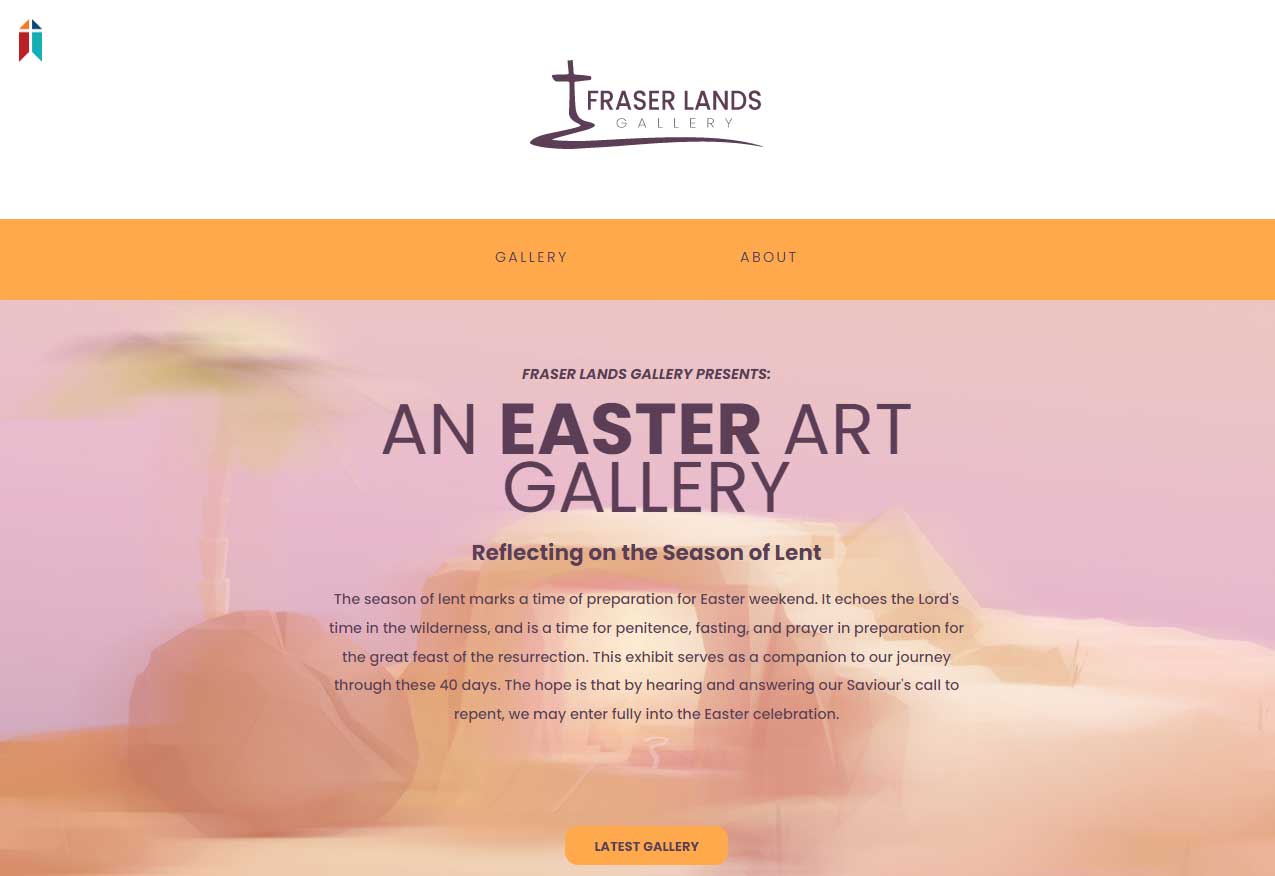 FRASER LANDS
GALLERY
GALLERY ABOUT
FRASER LANDS GALLERY PRESENTS:
AN EASTER ART
GALLERY
Reflecting on the Season of Lent
The season of lent marks a time of preparation for Easter weekend. It echoes the Lord's
time in the wilderness, and is a time for penitence, fasting, and prayer in preparation for
the great feast of the resurrection. This exhibit serves as a companion to our journey
through these 40 days. The hope is that by hearing and answering our Saviour's call to
repent, we may enter fully into the Easter celebration.
LATEST GALLERY